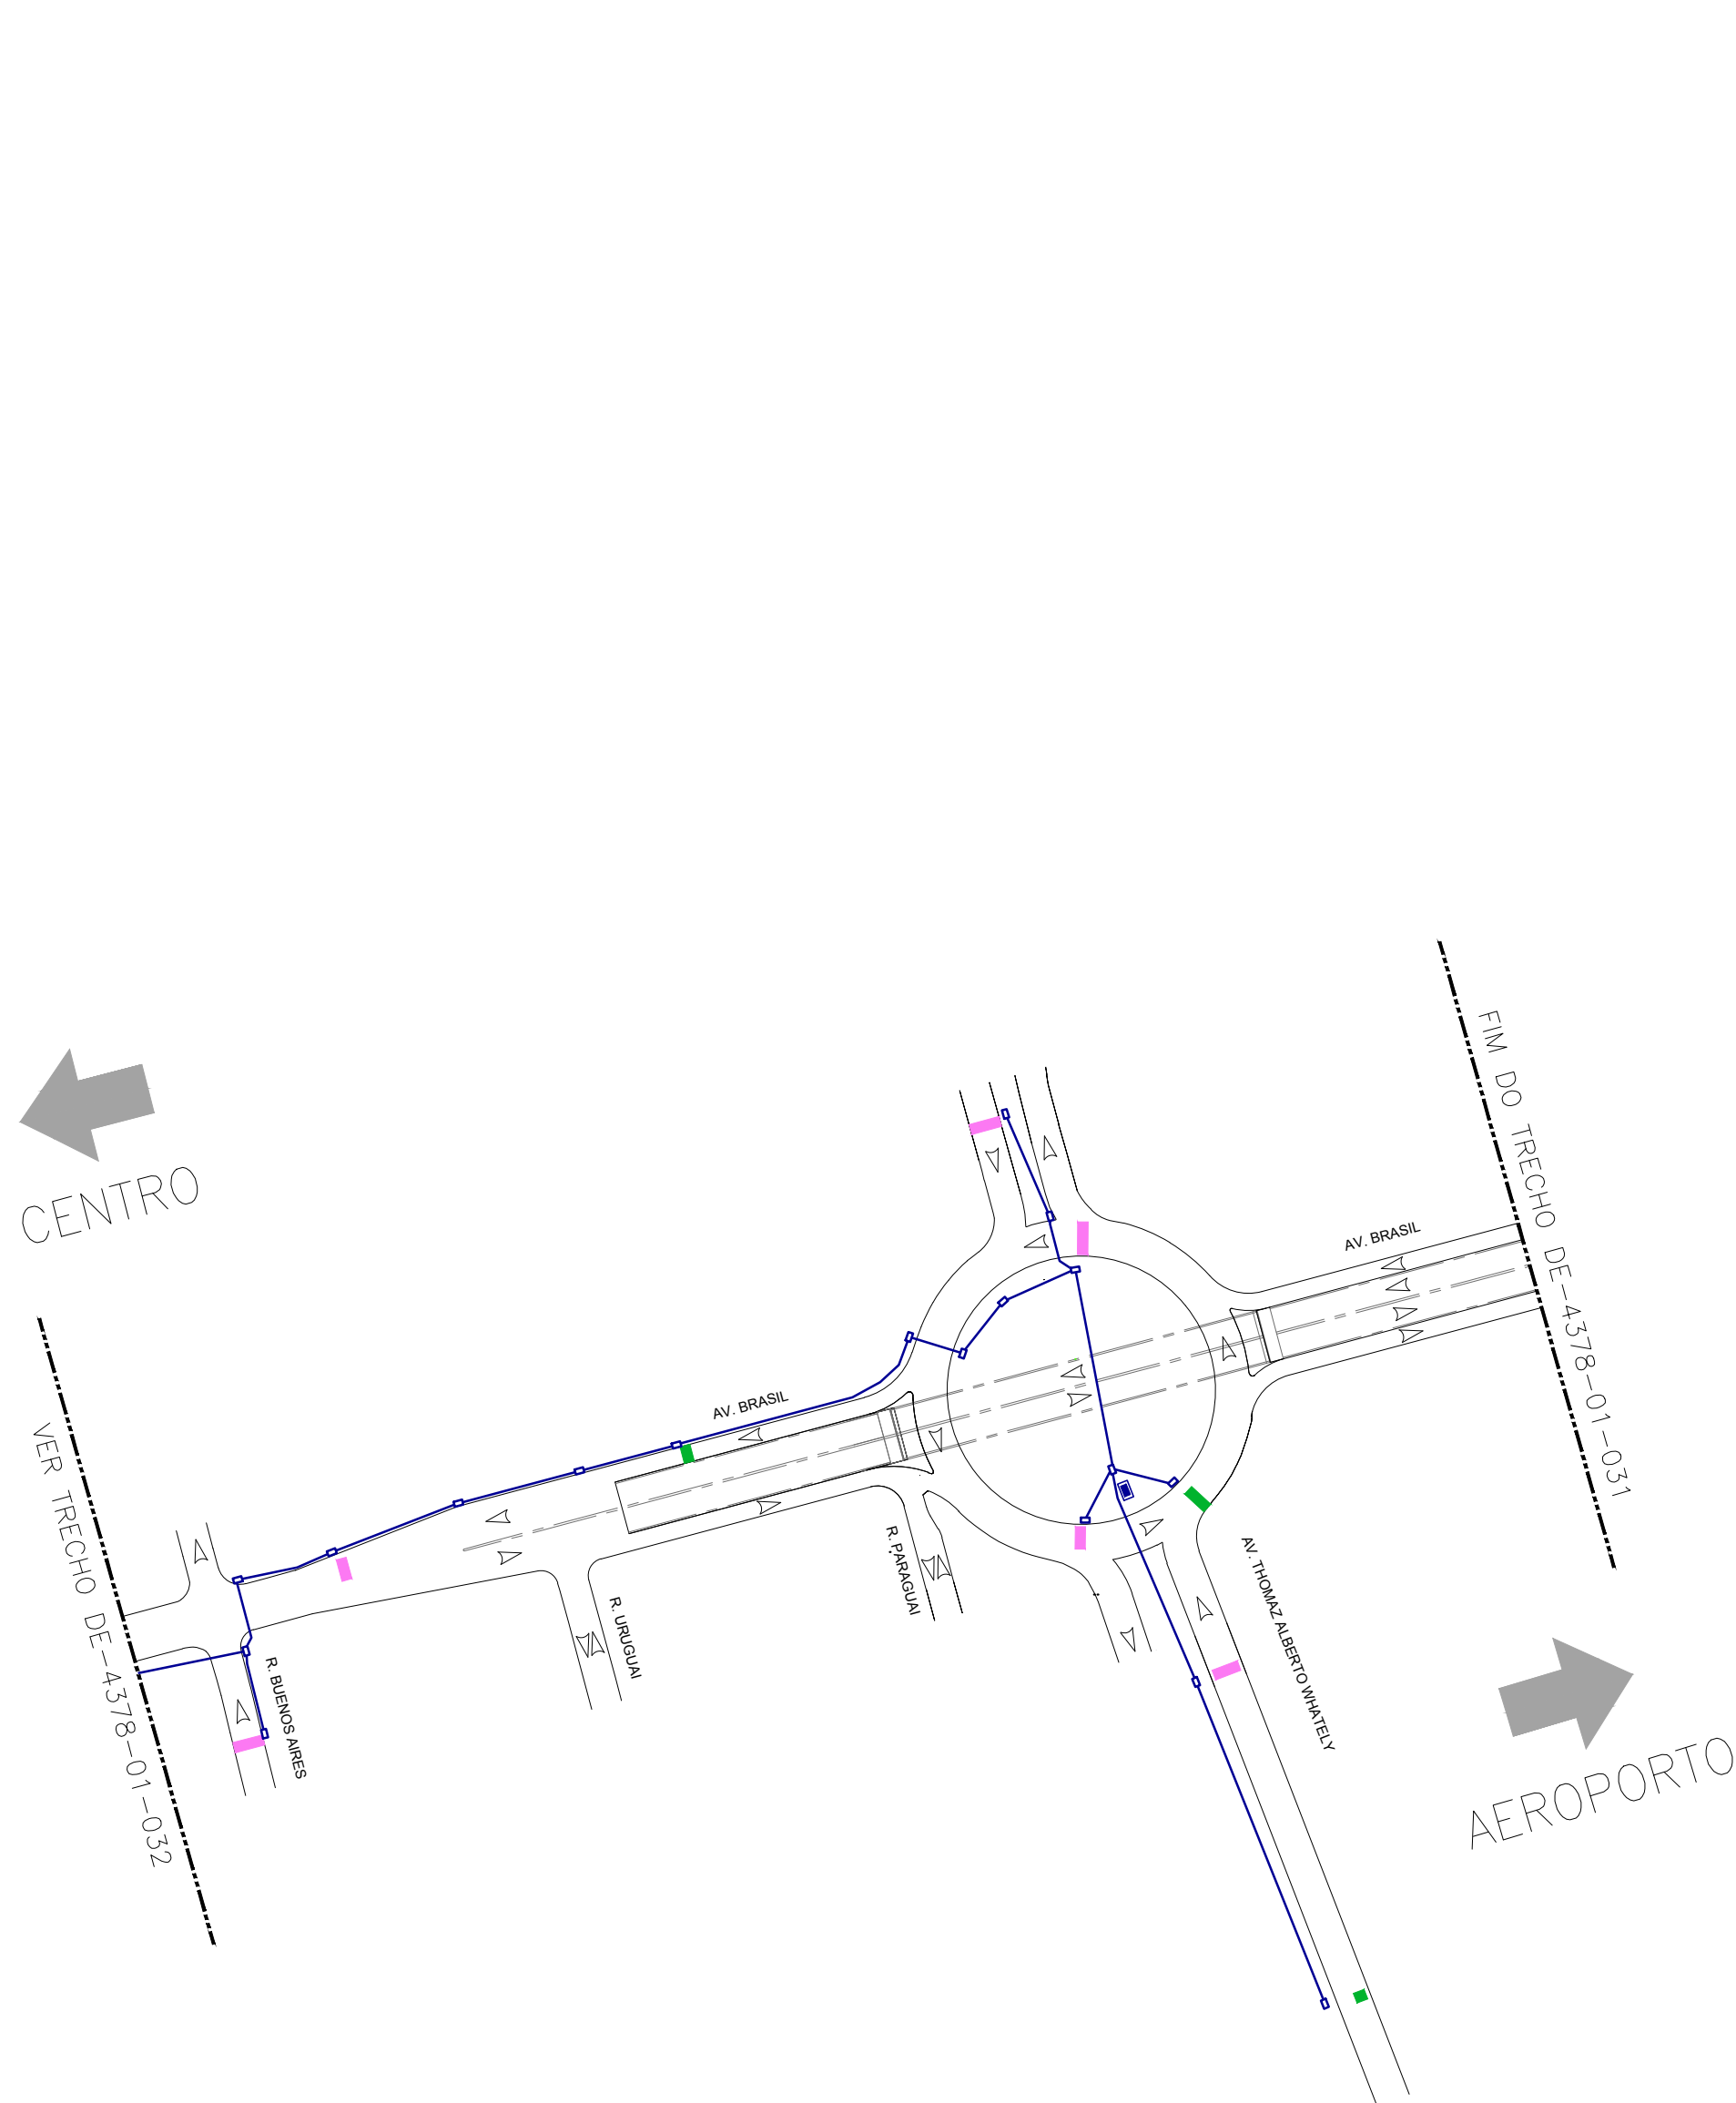 FIM DO TRECHO DE-4378-01-031
CENTRO
AV. BRASIL
AV. BRASIL
VER TRECHO DE-4378-01-032
R. PARAGUAI
AV. THOMAZ ALBERTO WHATELY
R. URUGUAI
R. BUENOS AIRES
AEROPORTO